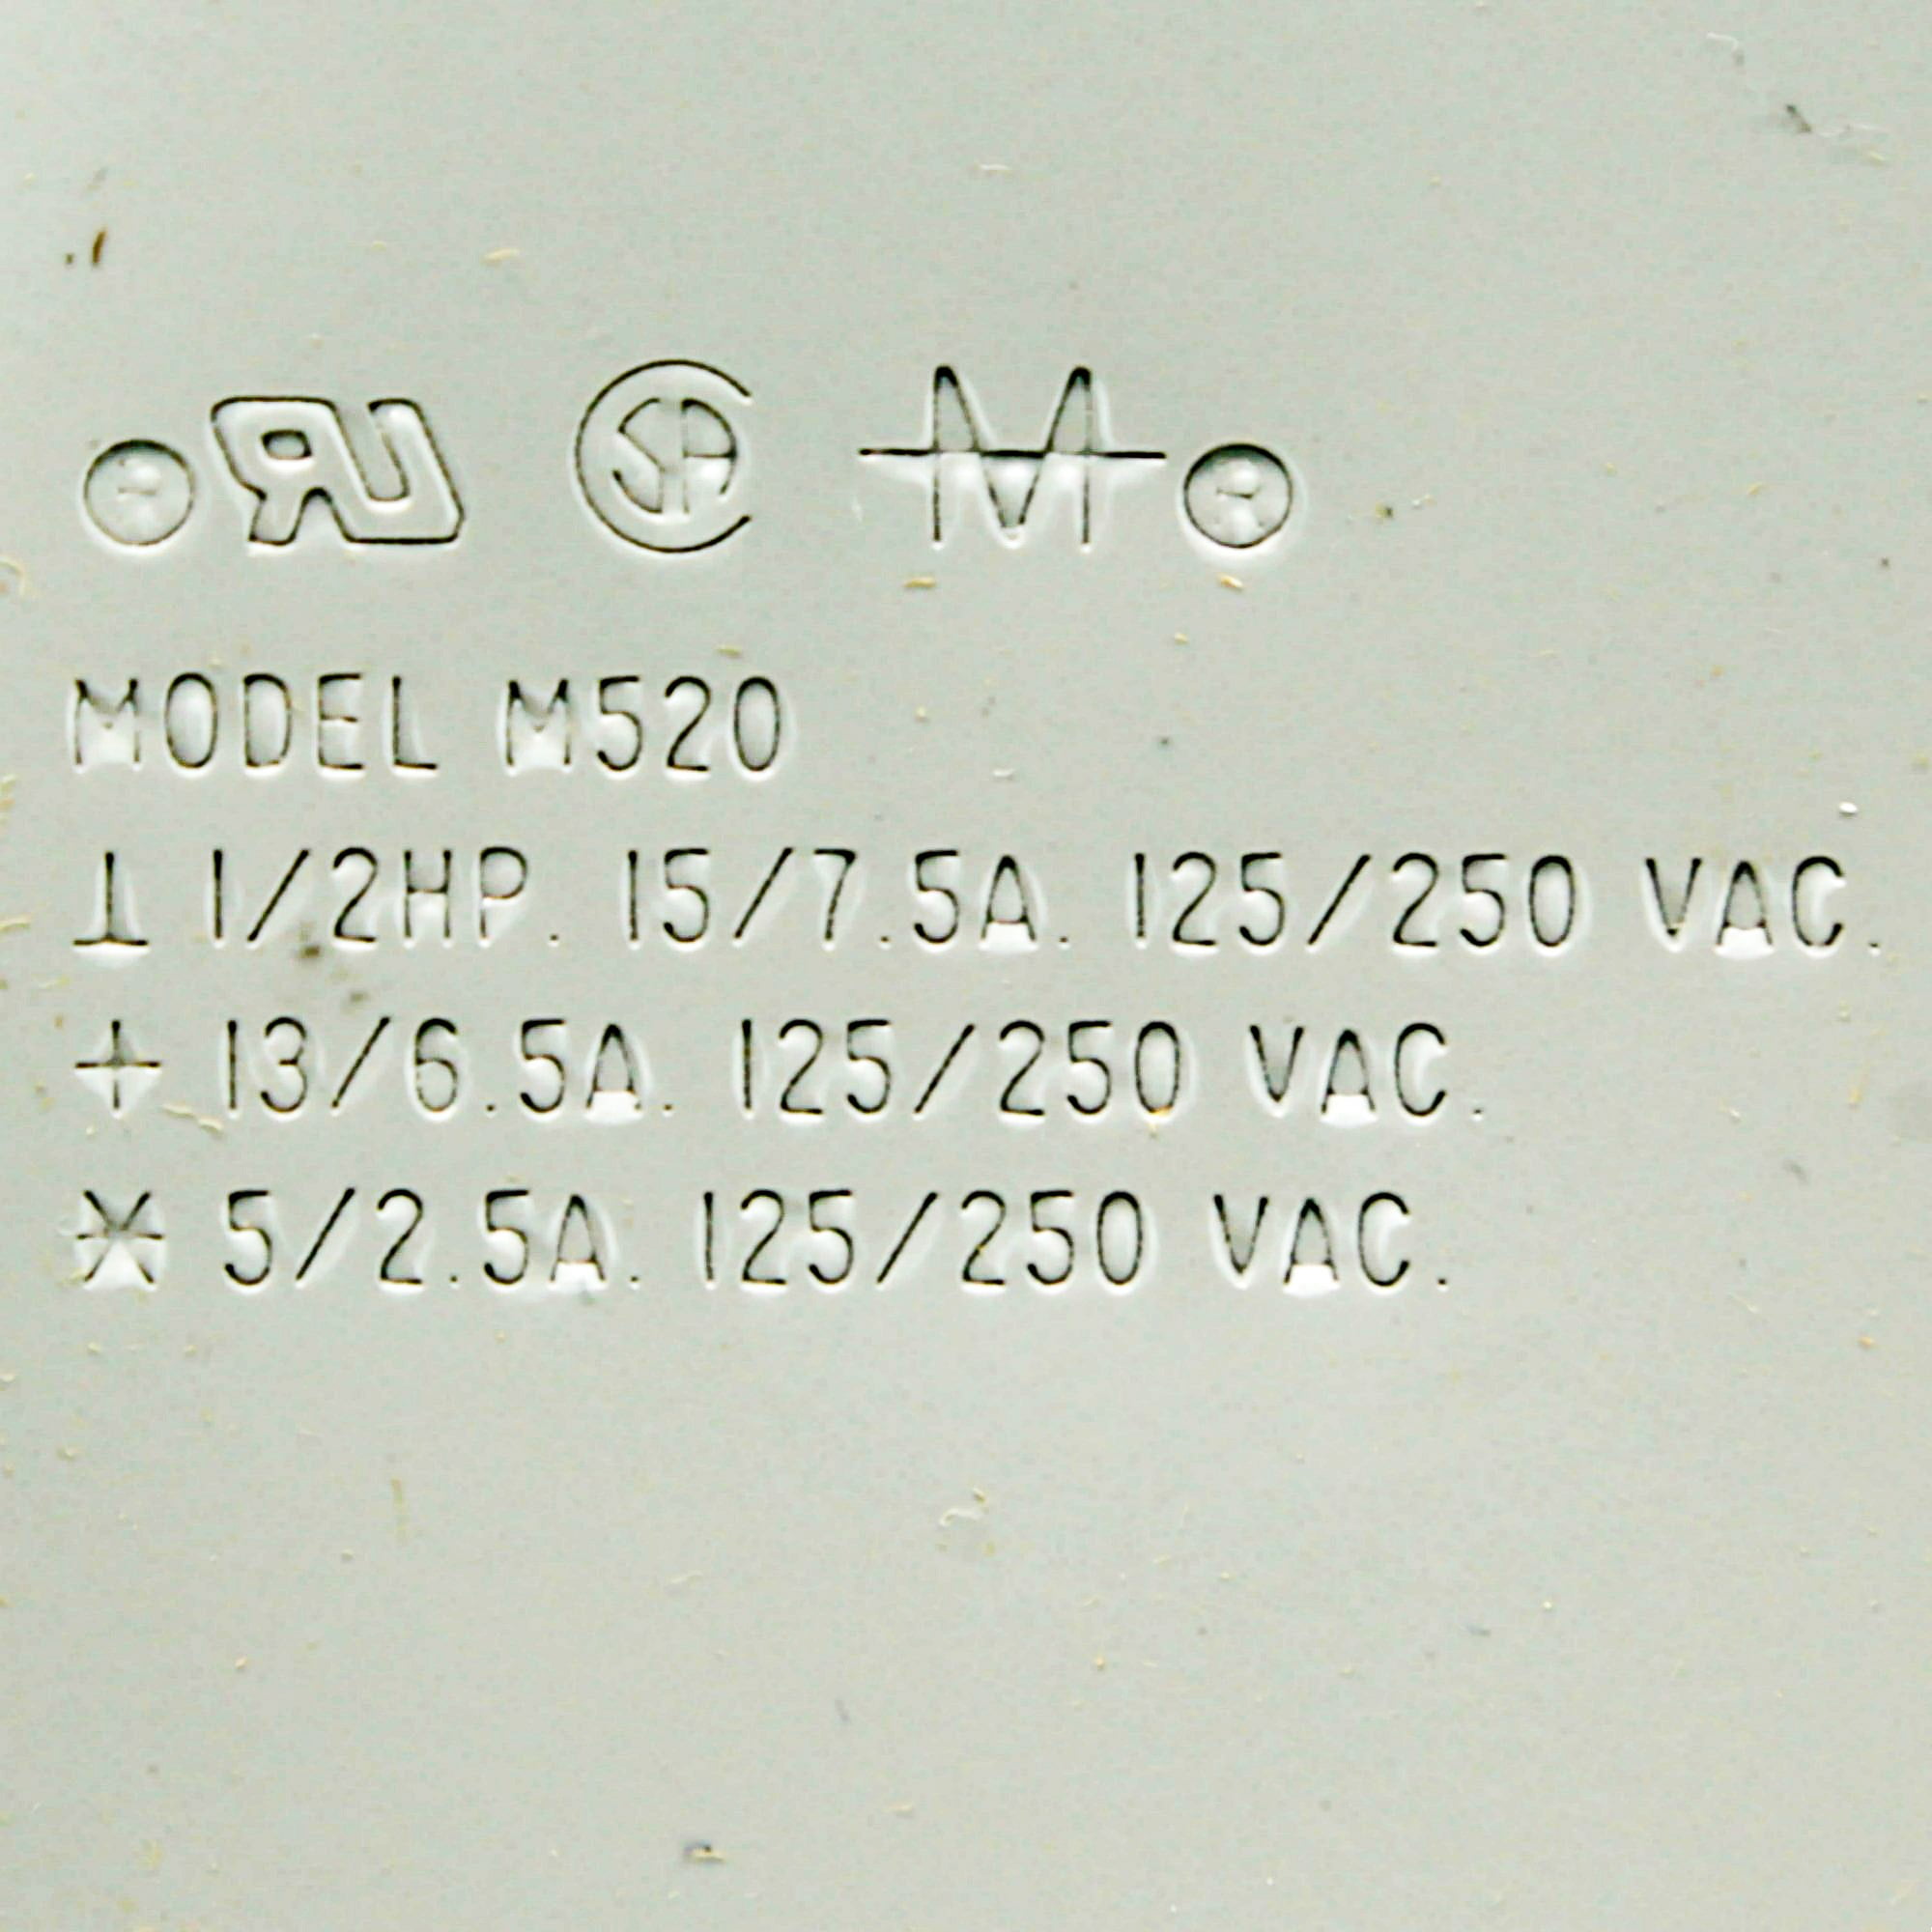 MODEL M520
⊥ 1/2HP. 15/7.5A. 125/250 VAC.
+ 13/6.5A. 125/250 VAC.
* 5/2.5A. 125/250 VAC.